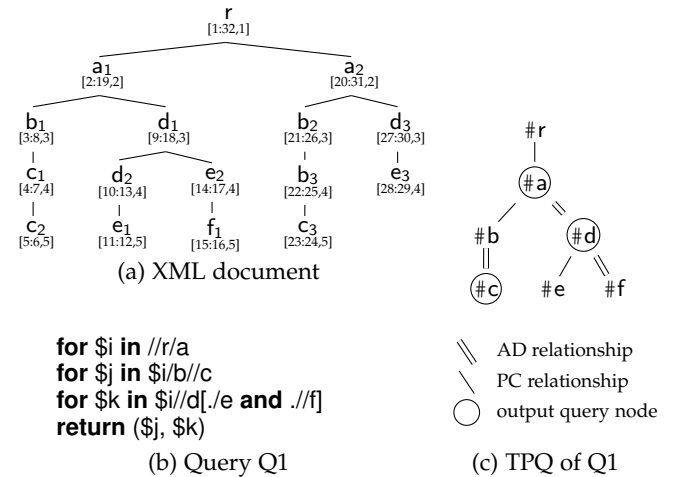 r
[1:32,1]
a1 a2
[2:19,2] [20:31,2]
b1 d1 b2 d3
[3:8,3] [9:18,3] [21:26,3] [27:30,3]
c1 d2 e2 b3 e3
[4:7,4] [10:13,4] [14:17,4] [22:25,4] [28:29,4]
c2 e1 f1 c3
[5:6,5] [11:12,5] [15:16,5] [23:24,5]
(a) XML document
#r
#a
#b #d
#c #e #f
for $i in //r/a
for $j in $i/b//c
for $k in $i//d[./e and .//f]
return ($j, $k)
(b) Query Q1
AD relationship
PC relationship
output query node
(c) TPQ of Q1